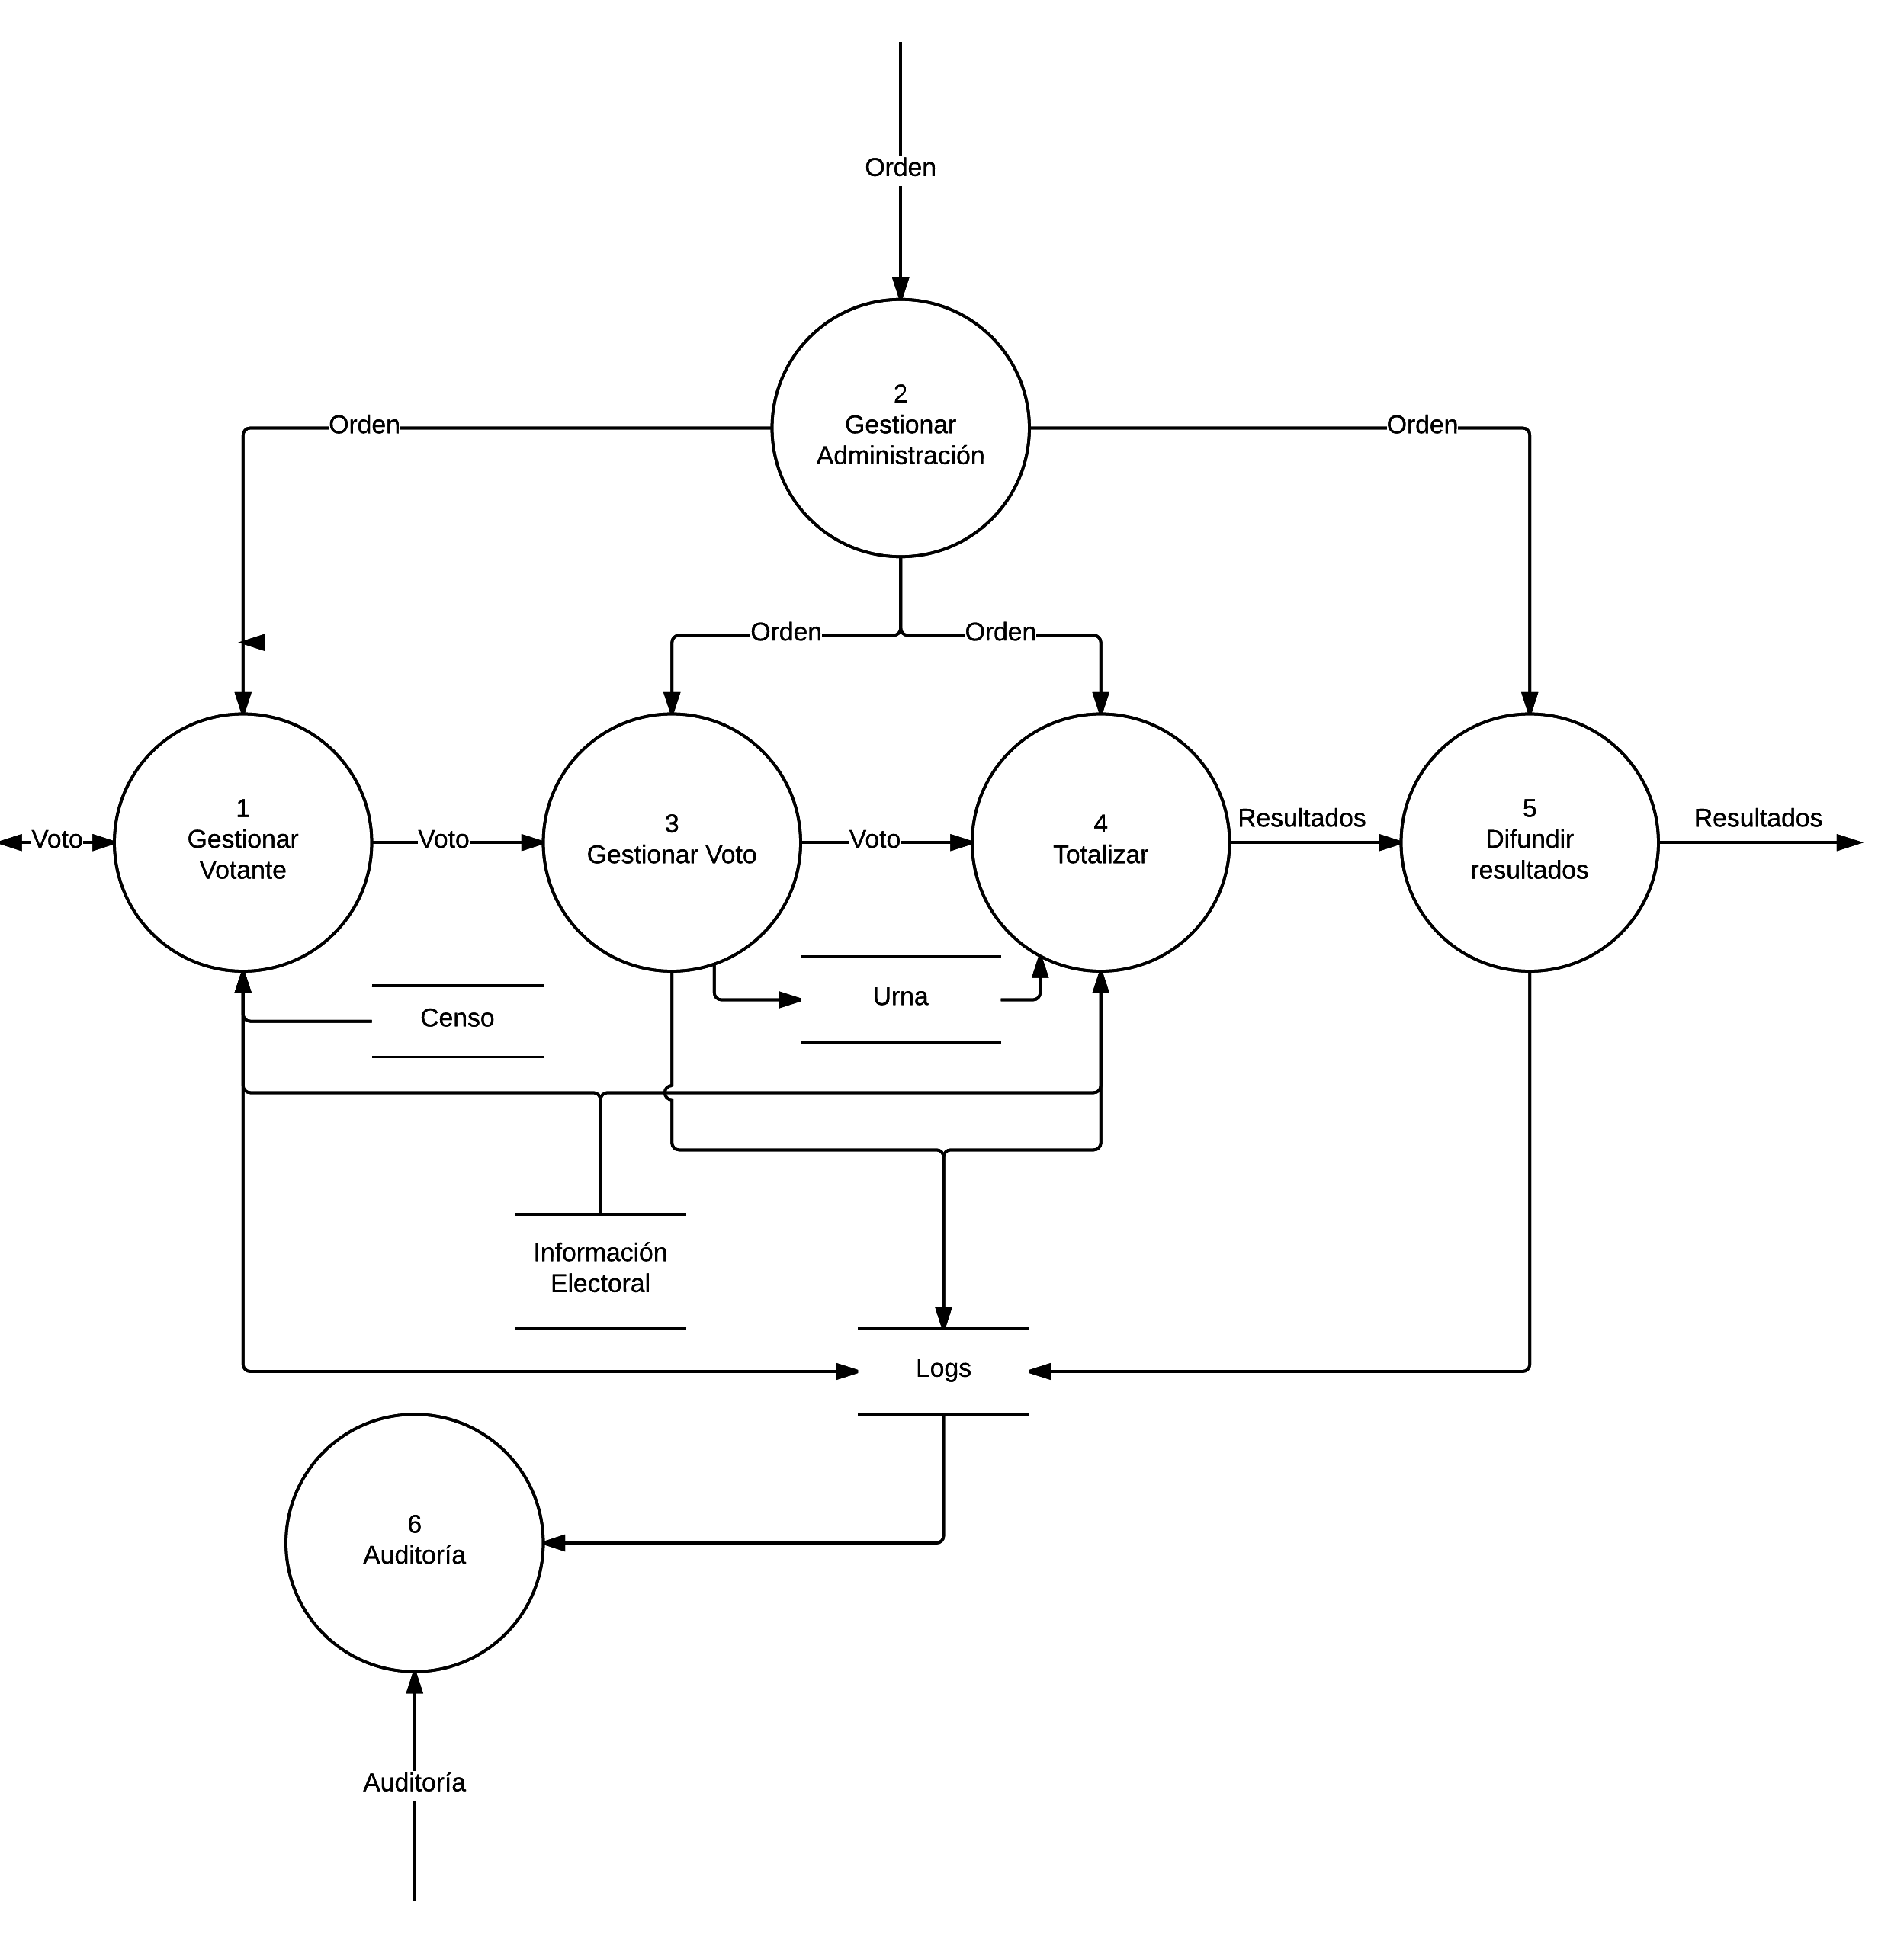 Orden
2
Gestionar
Administración
Orden
Orden
Orden
Orden
1
Gestionar
Votante
3
Gestionar Voto
4
Totalizar
5
Difundir
resultados
Voto
Voto
Voto
Resultados
Resultados
Censo
Urna
Información
Electoral
Logs
6
Auditoría
Auditoría